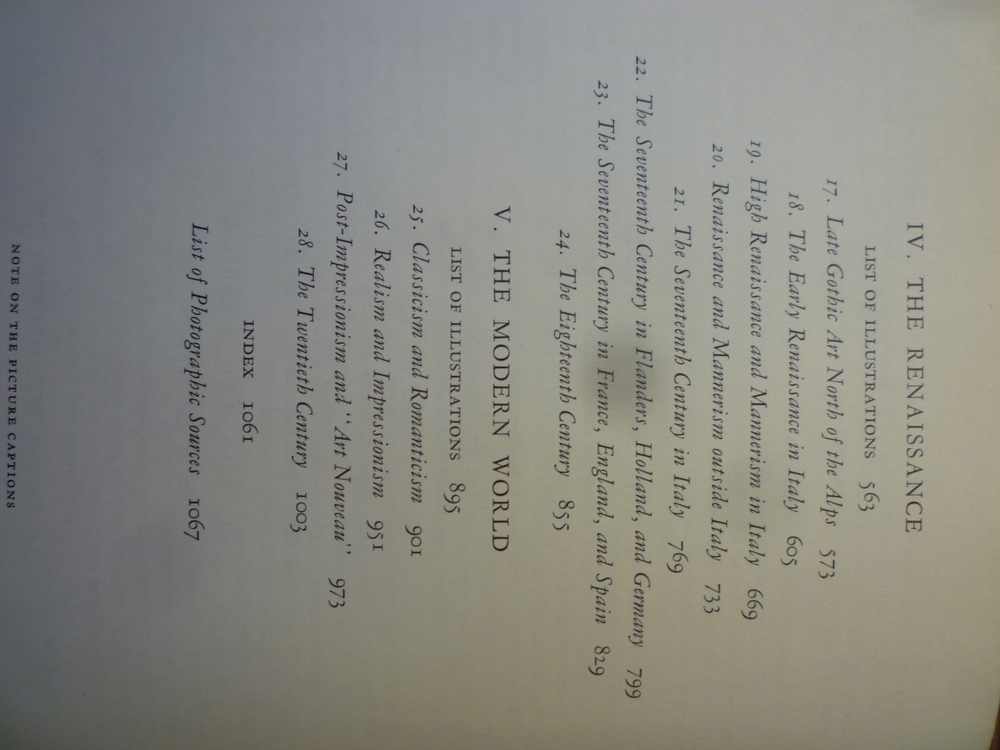 IV. THE RENAISSANCE
LIST OF ILLUSTRATIONS 563
17. Late Gothic Art North of the Alps 573
18. The Early Renaissance in Italy 605
19. High Renaissance and Mannerism in Italy 669
20. Renaissance and Mannerism outside Italy 733
21. The Seventeenth Century in Italy 769
22. The Seventeenth Century in Flanders, Holland, and Germany 799
23. The Seventeenth Century in France, England, and Spain 829
24. The Eighteenth Century 855
V. THE MODERN WORLD
LIST OF ILLUSTRATIONS 895
25. Classicism and Romanticism 901
26. Realism and Impressionism 951
27. Post-Impressionism and "Art Nouveau" 973
28. The Twentieth Century 1003
INDEX 1061
List of Photographic Sources 1067
NOTE ON THE PICTURE CAPTIONS